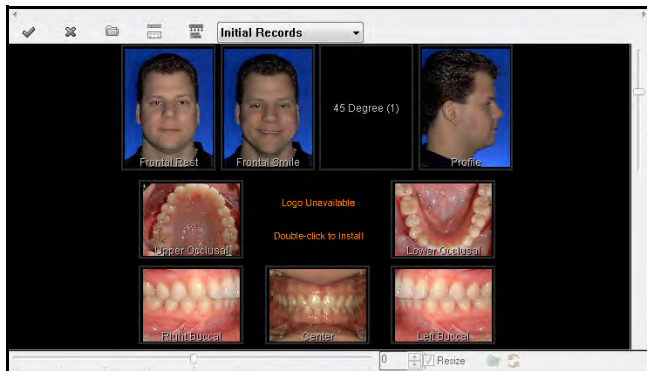 Initial Records
45 Degree (1)
Frontal Rest
Frontal Smile
Profile
Logo Unavailable
Double-click to Install
Upper Occlusal
Lower Occlusal
Right Buccal
Center
Left Buccal
0
Resize